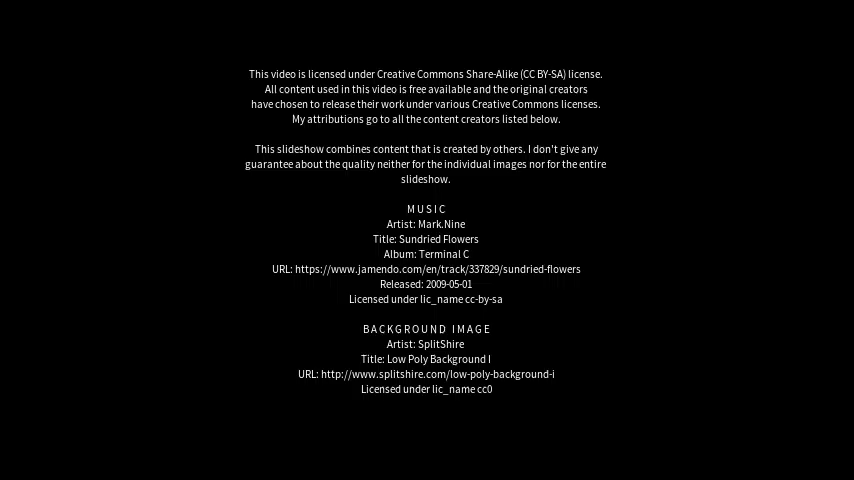 This video is licensed under Creative Commons Share-Alike (CC BY-SA) license.
All content used in this video is free available and the original creators
have chosen to release their work under various Creative Commons licenses.
My attributions go to all the content creators listed below.
This slideshow combines content that is created by others. I don't give any
guarantee about the quality neither for the individual images nor for the entire
slideshow.
MUSIC
Artist: Mark.Nine
Title: Sundried Flowers
Album: Terminal C
URL: https://www.jamendo.com/en/track/337829/sundried-flowers
Released: 2009-05-01
Licensed under lic_name cc-by-sa
BACKGROUND IMAGE
Artist: SplitShire
Title: Low Poly Background I
URL: http://www.splitshire.com/low-poly-background-i
Licensed under lic_name cc0